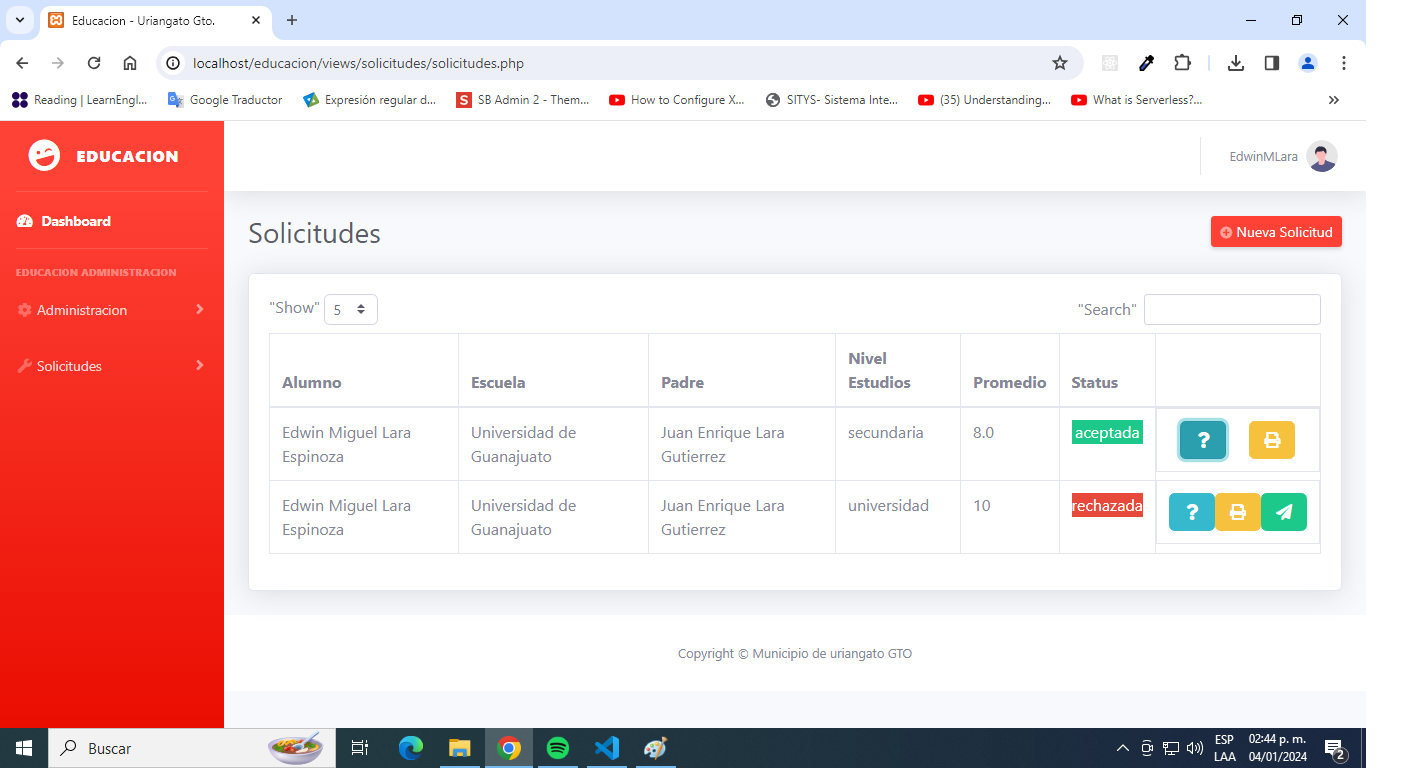 Educacion - Uriangato Gto.
localhost/educacion/views/solicitudes/solicitudes.php
Reading | LearnEngl... Google Traductor Expresión regular d... SB Admin 2 - Them... How to Configure X... SITYS- Sistema Inte... (35) Understanding... What is Serverless?...
EDUCACION
EdwinMLara
Dashboard
Solicitudes
Nueva Solicitud
EDUCACION ADMINISTRACION
Administracion
Solicitudes
"Show" 5 "Search"
Alumno Escuela Padre Nivel Estudios Promedio Status
Edwin Miguel Lara Espinoza Universidad de Guanajuato Juan Enrique Lara Gutierrez secundaria 8.0 aceptada ?
Edwin Miguel Lara Espinoza Universidad de Guanajuato Juan Enrique Lara Gutierrez universidad 10 rechazada ?
Copyright © Municipio de uriangato GTO
Buscar
ESP
LAA
02:44 p. m.
04/01/2024
2